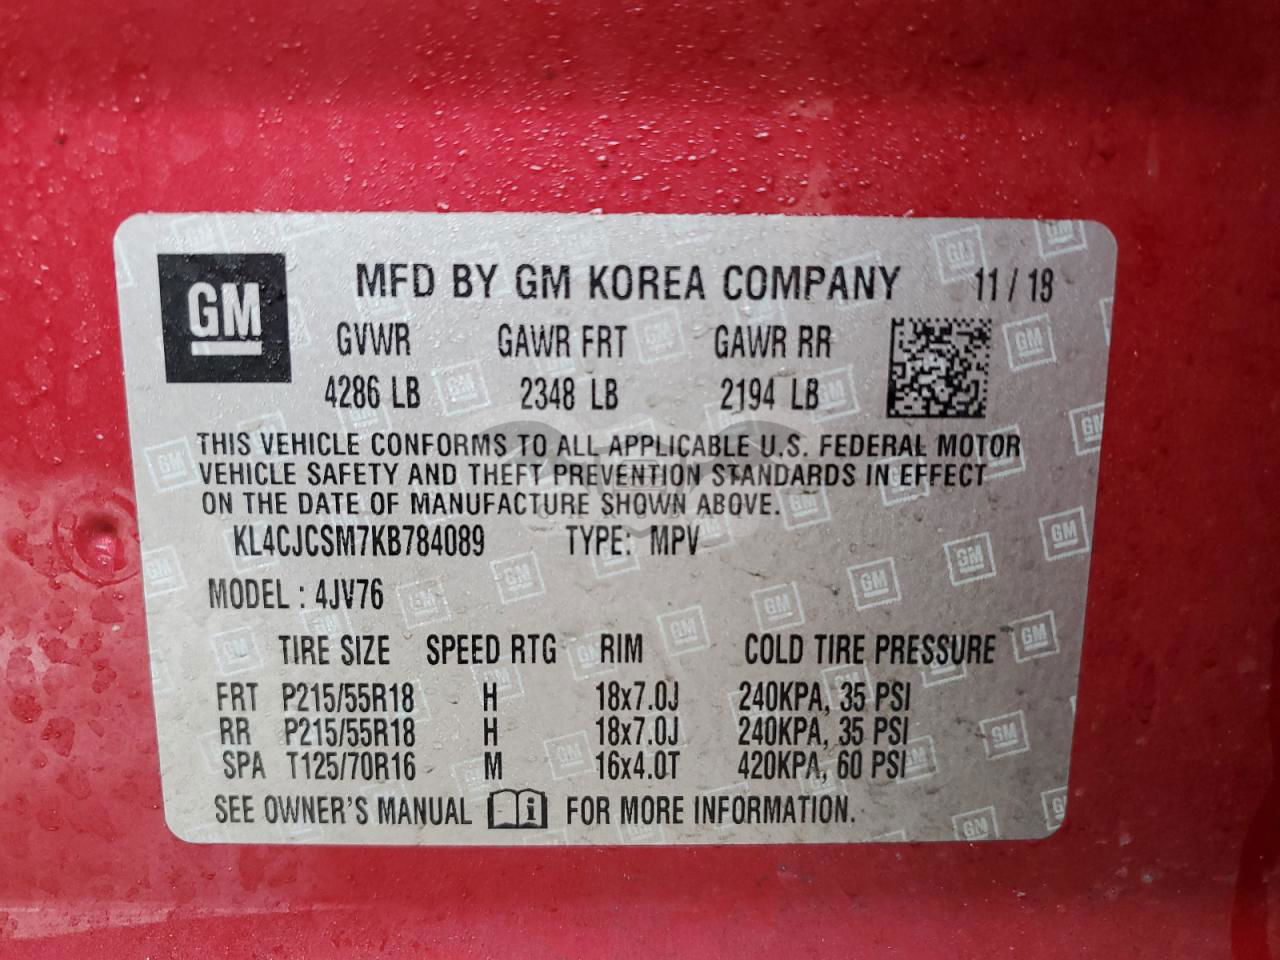 GM MFD BY GM KOREA COMPANY 11/18
GVWR GAWR FRT GAWR RR
4286 LB 2348 LB 2194 LB
THIS VEHICLE CONFORMS TO ALL APPLICABLE U.S. FEDERAL MOTOR
VEHICLE SAFETY AND THEFT PREVENTION STANDARDS IN EFFECT
ON THE DATE OF MANUFACTURE SHOWN ABOVE.
KL4CJCSM7KB784089 TYPE: MPV
MODEL : 4JV76
TIRE SIZE SPEED RTG RIM COLD TIRE PRESSURE
FRT P215/55R18 H 18x7.0J 240KPA, 35 PSI
RR P215/55R18 H 18x7.0J 240KPA, 35 PSI
SPA T125/70R16 M 16x4.0T 420KPA, 60 PSI
SEE OWNER'S MANUAL i FOR MORE INFORMATION.